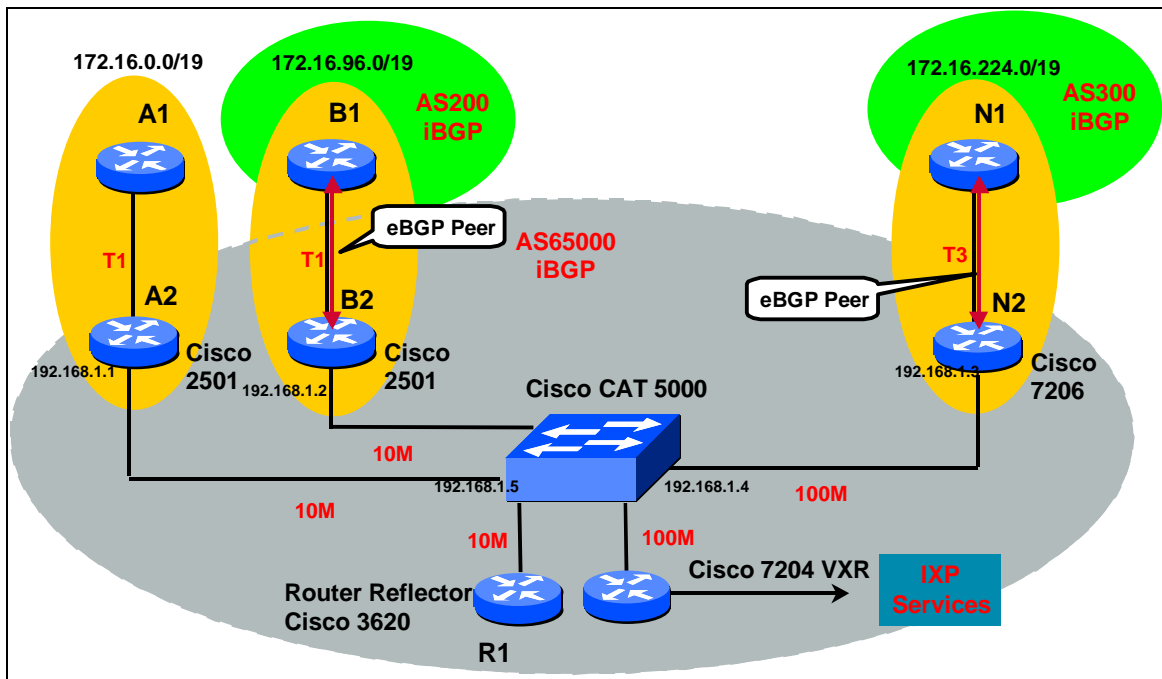 172.16.0.0/19
172.16.96.0/19
172.16.224.0/19
A1
B1
AS200
iBGP
N1
AS300
iBGP
eBGP Peer
AS65000
iBGP
T1
T1
T3
eBGP Peer
A2
B2
N2
Cisco
2501
Cisco
2501
Cisco
7206
192.168.1.1
192.168.1.2
192.168.1.3
Cisco CAT 5000
10M
192.168.1.5
192.168.1.4
100M
10M
10M
100M
Router Reflector
Cisco 3620
Cisco 7204 VXR
IXP
Services
R1